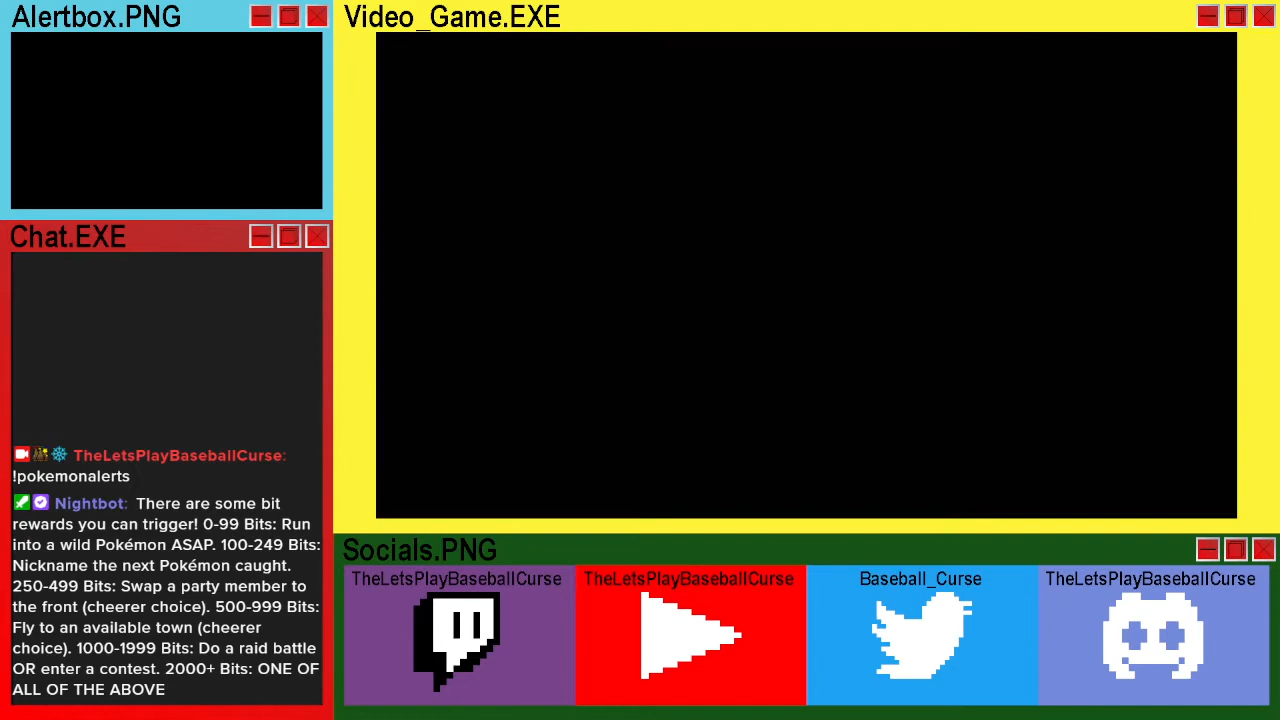 Alertbox.PNG
Video_Game.EXE
Chat.EXE
TheLetsPlayBaseballCurse:
!pokemonalerts
Nightbot: There are some bit
rewards you can trigger! 0-99 Bits: Run
into a wild Pokémon ASAP. 100-249 Bits:
Nickname the next Pokémon caught.
250-499 Bits: Swap a party member to
the front (cheerer choice). 500-999 Bits:
Fly to an available town (cheerer
choice). 1000-1999 Bits: Do a raid battle
OR enter a contest. 2000+ Bits: ONE OF
ALL OF THE ABOVE
Socials.PNG
TheLetsPlayBaseballCurse
TheLetsPlayBaseballCurse
Baseball_Curse
TheLetsPlayBaseballCurse